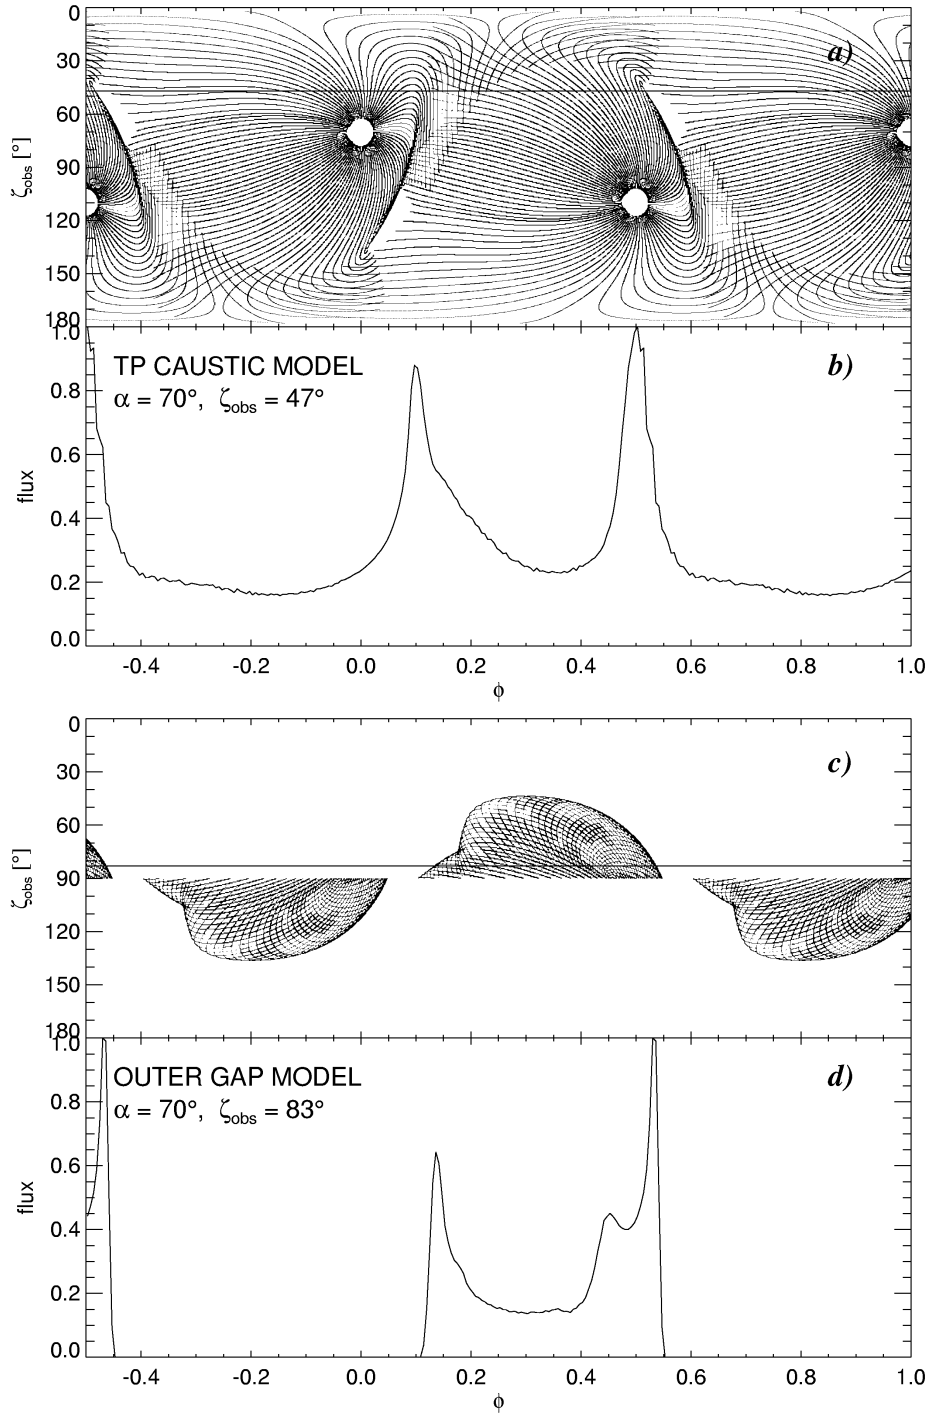 0
30
60
90
120
150
180
ζobs [°]
a)
1.0
0.8
0.6
0.4
0.2
0.0
flux
TP CAUSTIC MODEL
α = 70°, ζobs = 47°
b)
-0.4 -0.2 0.0 0.2 0.4 0.6 0.8 1.0
ϕ
0
30
60
90
120
150
180
ζobs [°]
c)
1.0
0.8
0.6
0.4
0.2
0.0
flux
OUTER GAP MODEL
α = 70°, ζobs = 83°
d)
-0.4 -0.2 0.0 0.2 0.4 0.6 0.8 1.0
ϕ